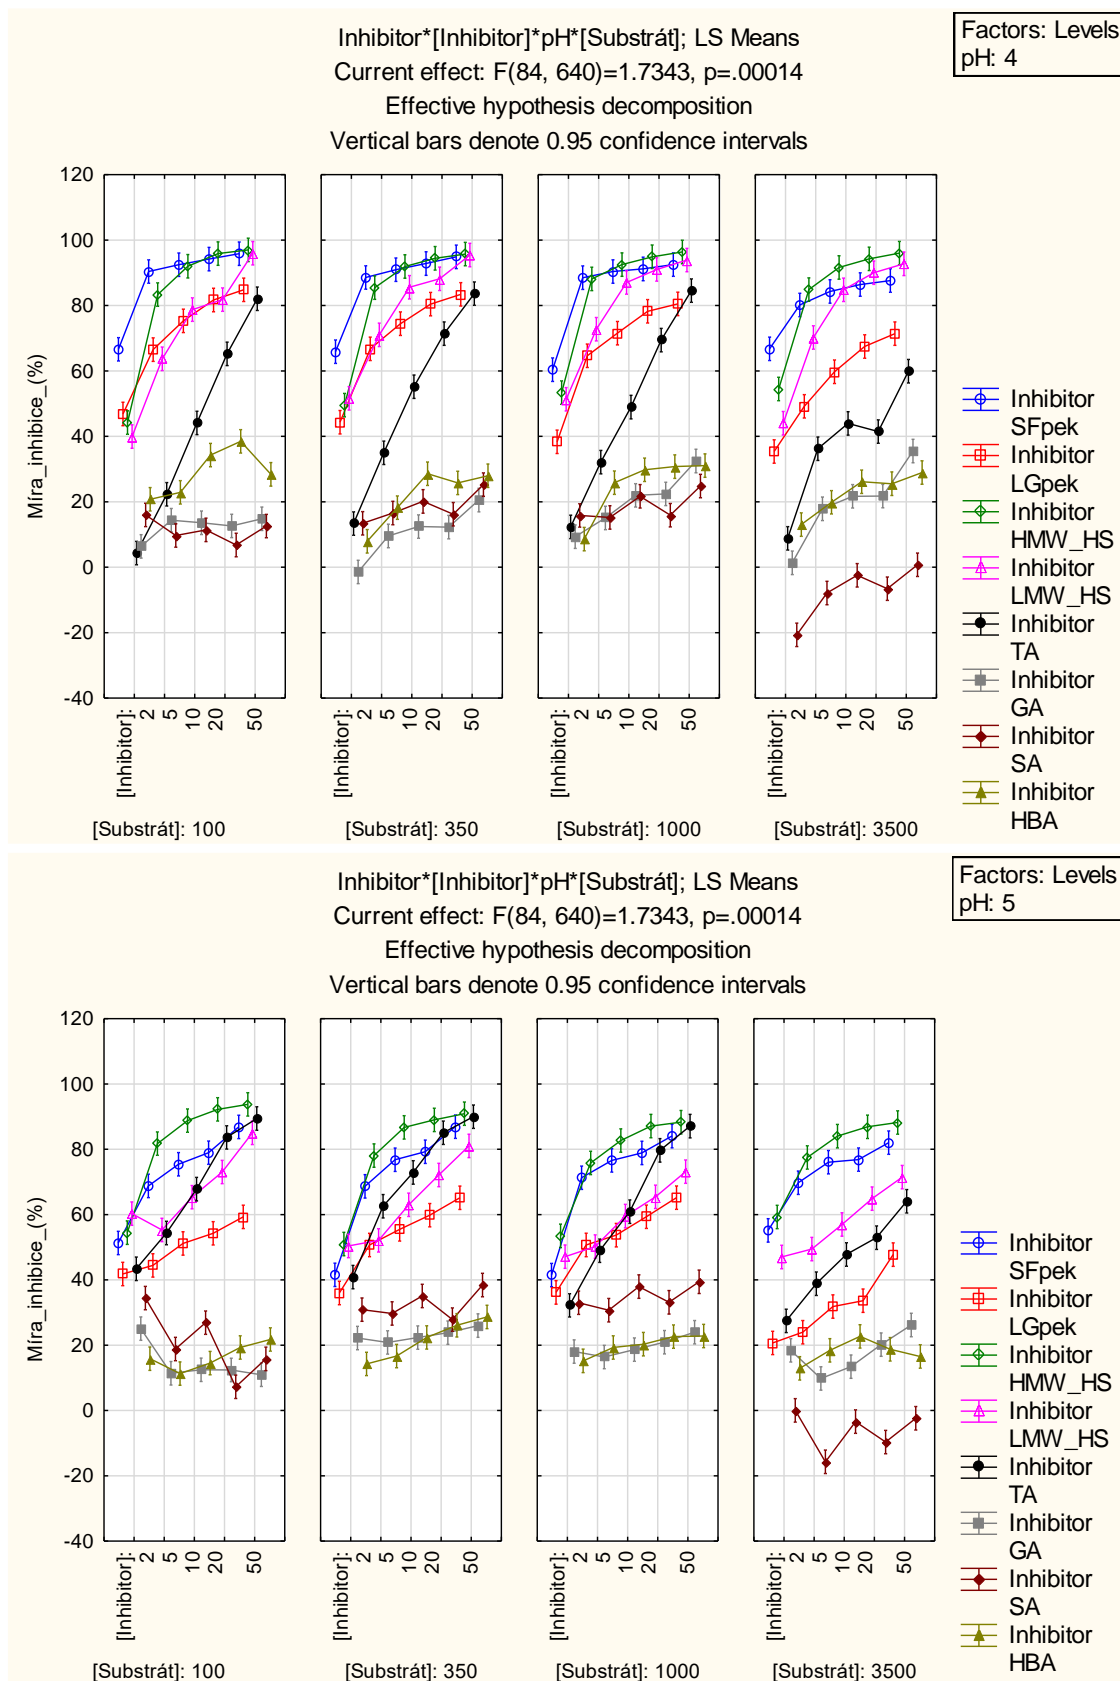 Inhibitor*[Inhibitor]*pH*[Substrát]; LS Means
Current effect: F(84, 640)=1.7343, p=.00014
Effective hypothesis decomposition
Vertical bars denote 0.95 confidence intervals
Factors: Levels
pH: 4
Míra_inhibice_(%)
120
100
80
60
40
20
0
-20
-40
[Inhibitor]: 2 5 10 20 50
[Inhibitor]: 2 5 10 20 50
[Inhibitor]: 2 5 10 20 50
[Inhibitor]: 2 5 10 20 50
[Substrát]: 100
[Substrát]: 350
[Substrát]: 1000
[Substrát]: 3500
Inhibitor
SFpek
Inhibitor
LGpek
Inhibitor
HMW_HS
Inhibitor
LMW_HS
Inhibitor
TA
Inhibitor
GA
Inhibitor
SA
Inhibitor
HBA
Inhibitor*[Inhibitor]*pH*[Substrát]; LS Means
Current effect: F(84, 640)=1.7343, p=.00014
Effective hypothesis decomposition
Vertical bars denote 0.95 confidence intervals
Factors: Levels
pH: 5
Míra_inhibice_(%)
120
100
80
60
40
20
0
-20
-40
[Inhibitor]: 2 5 10 20 50
[Inhibitor]: 2 5 10 20 50
[Inhibitor]: 2 5 10 20 50
[Inhibitor]: 2 5 10 20 50
[Substrát]: 100
[Substrát]: 350
[Substrát]: 1000
[Substrát]: 3500
Inhibitor
SFpek
Inhibitor
LGpek
Inhibitor
HMW_HS
Inhibitor
LMW_HS
Inhibitor
TA
Inhibitor
GA
Inhibitor
SA
Inhibitor
HBA